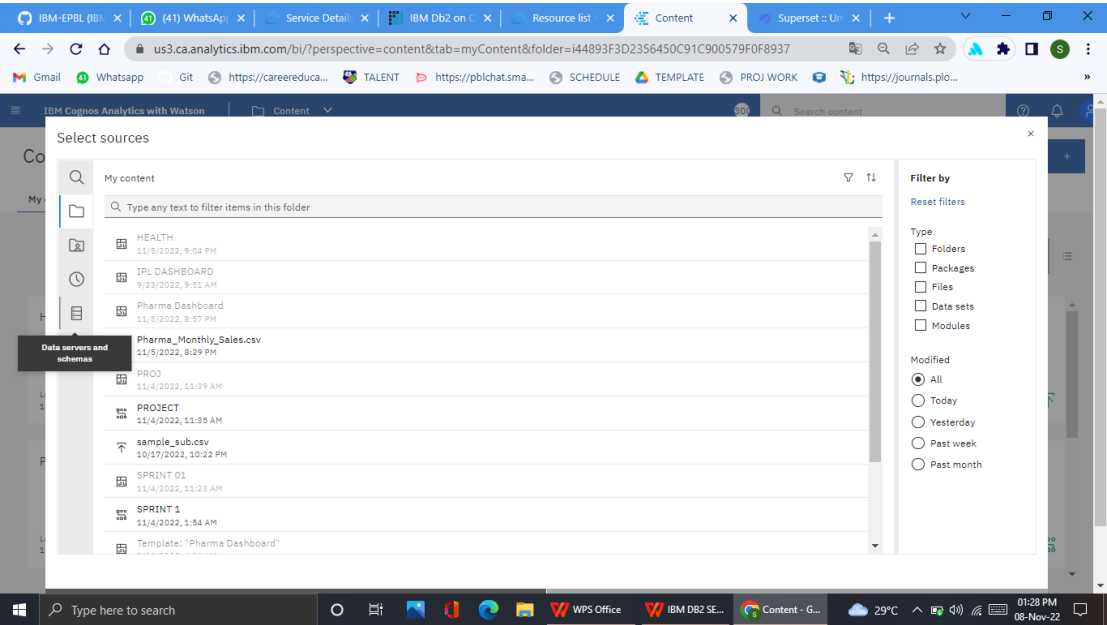 IBM-EPBL (IBM
(41) WhatsApp
Service Details
IBM Db2 on C
Resource list -
Content
Superset :: Un
us3.ca.analytics.ibm.com/bi/?perspective=content&tab=myContent&folder=i44893F3D2356450C91C900579F0F8937
S
Gmail
Whatsapp
Git
https://careereduca...
TALENT
https://pblchat.sma...
SCHEDULE
TEMPLATE
PROJ WORK
https://journals.plo...
»
IBM Cognos Analytics with Watson
Content
Search content
Select sources
Co
My
My content
Type any text to filter items in this folder
HEALTH
11/5/2022, 9:04 PM
IPL DASHBOARD
9/23/2022, 9:51 AM
Pharma Dashboard
11/5/2022, 8:57 PM
Data servers and
schemas
Pharma_Monthly_Sales.csv
11/5/2022, 8:29 PM
PROJ
11/4/2022, 11:39 AM
PROJECT
11/4/2022, 11:35 AM
sample_sub.csv
10/17/2022, 10:22 PM
SPRINT 01
11/4/2022, 11:23 AM
SPRINT 1
11/4/2022, 1:54 AM
Template: "Pharma Dashboard"
Filter by
Reset filters
Type
Folders
Packages
Files
Data sets
Modules
Modified
All
Today
Yesterday
Past week
Past month
Type here to search
WPS Office
IBM DB2 SE...
Content - G...
29°C
01:28 PM
08-Nov-22